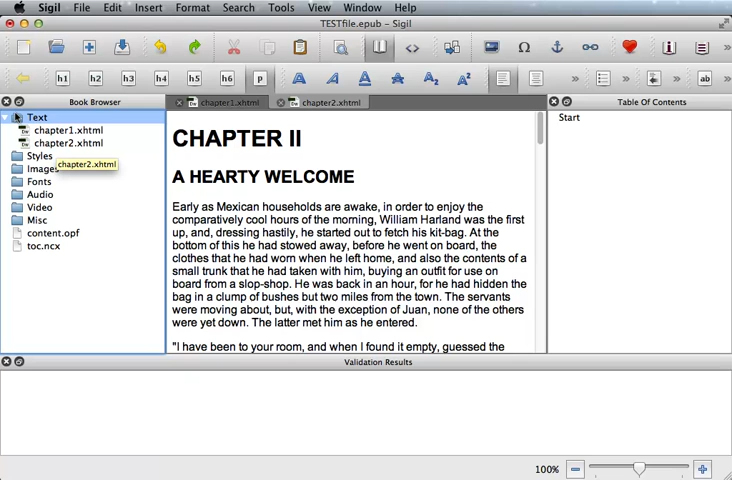 Sigil File Edit Insert Format Search Tools View Window Help
TESTfile.epub - Sigil
h1 h2 h3 h4 h5 h6 p A A A A A2 A2 ab
Book Browser
chapter1.xhtml
chapter2.xhtml
Table Of Contents
Text
chapter1.xhtml
chapter2.xhtml
Styles
chapter2.xhtml
Images
Fonts
Audio
Video
Misc
content.opf
toc.ncx
CHAPTER II
A HEARTY WELCOME
Early as Mexican households are awake, in order to enjoy the
comparatively cool hours of the morning, William Harland was the first
up, and, dressing hastily, he started out to fetch his kit-bag. At the
bottom of this he had stowed away, before he went on board, the
clothes that he had worn when he left home, and also the contents of a
small trunk that he had taken with him, buying an outfit for use on
board from a slop-shop. He was back in an hour, for he had hidden the
bag in a clump of bushes but two miles from the town. The servants
were moving about, but, with the exception of Juan, none of the others
were yet down. The latter met him as he entered.
"I have been to your room, and when I found it empty, guessed the
Start
Validation Results
100%